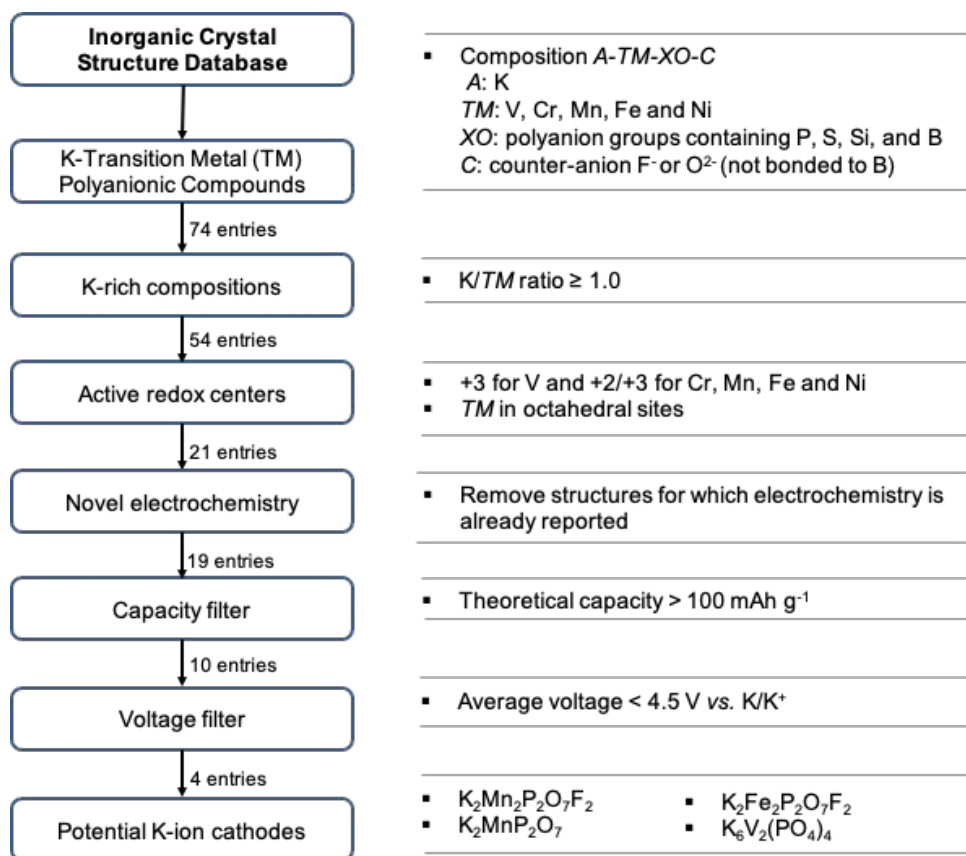 Inorganic Crystal
Structure Database
▪ Composition A-TM-XO-C
A: K
TM: V, Cr, Mn, Fe and Ni
XO: polyanion groups containing P, S, Si, and B
C: counter-anion F⁻ or O²⁻ (not bonded to B)
K-Transition Metal (TM)
Polyanionic Compounds
74 entries
K-rich compositions
▪ K/TM ratio ≥ 1.0
54 entries
Active redox centers
▪ +3 for V and +2/+3 for Cr, Mn, Fe and Ni
▪ TM in octahedral sites
21 entries
Novel electrochemistry
▪ Remove structures for which electrochemistry is
already reported
19 entries
Capacity filter
▪ Theoretical capacity > 100 mAh g⁻¹
10 entries
Voltage filter
▪ Average voltage < 4.5 V vs. K/K⁺
4 entries
Potential K-ion cathodes
▪ K₂Mn₂P₂O₇F₂
▪ K₂MnP₂O₇
▪ K₂Fe₂P₂O₇F₂
▪ K₆V₂(PO₄)₄